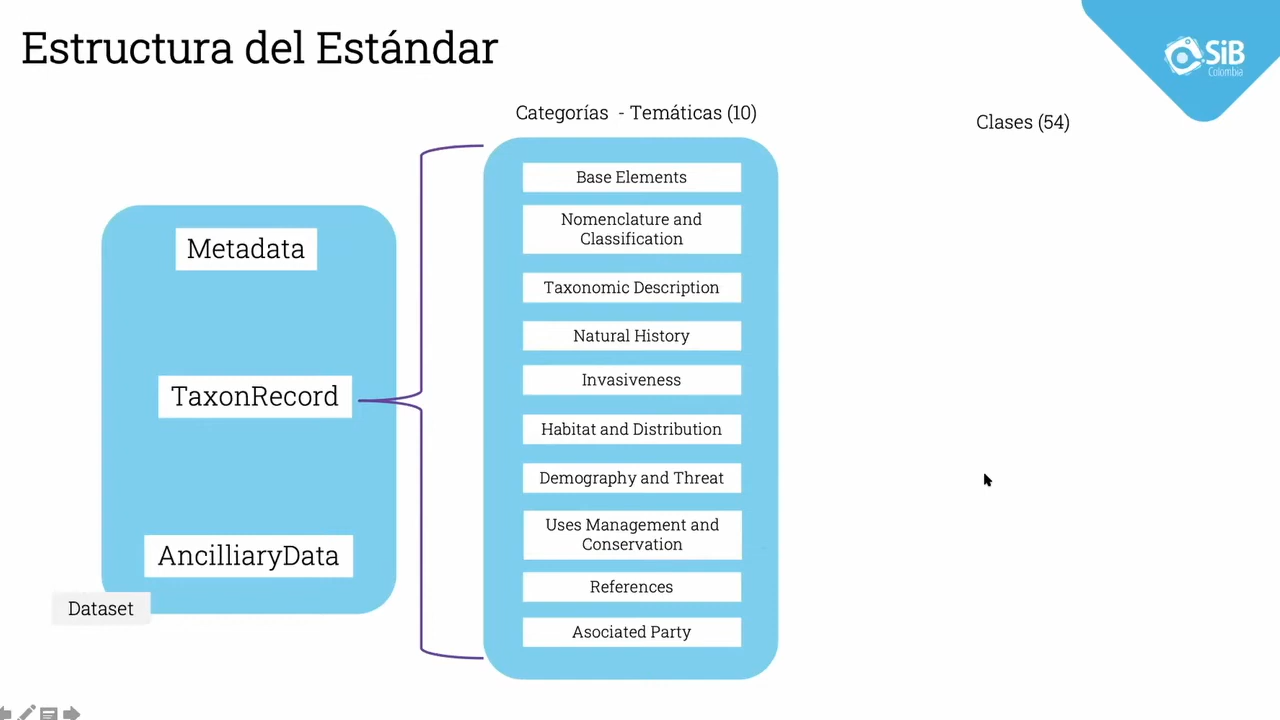 Estructura del Estándar
SiB
Colombia
Categorías - Temáticas (10)
Clases (54)
Metadata
TaxonRecord
AncilliaryData
Dataset
Base Elements
Nomenclature and
Classification
Taxonomic Description
Natural History
Invasiveness
Habitat and Distribution
Demography and Threat
Uses Management and
Conservation
References
Asociated Party